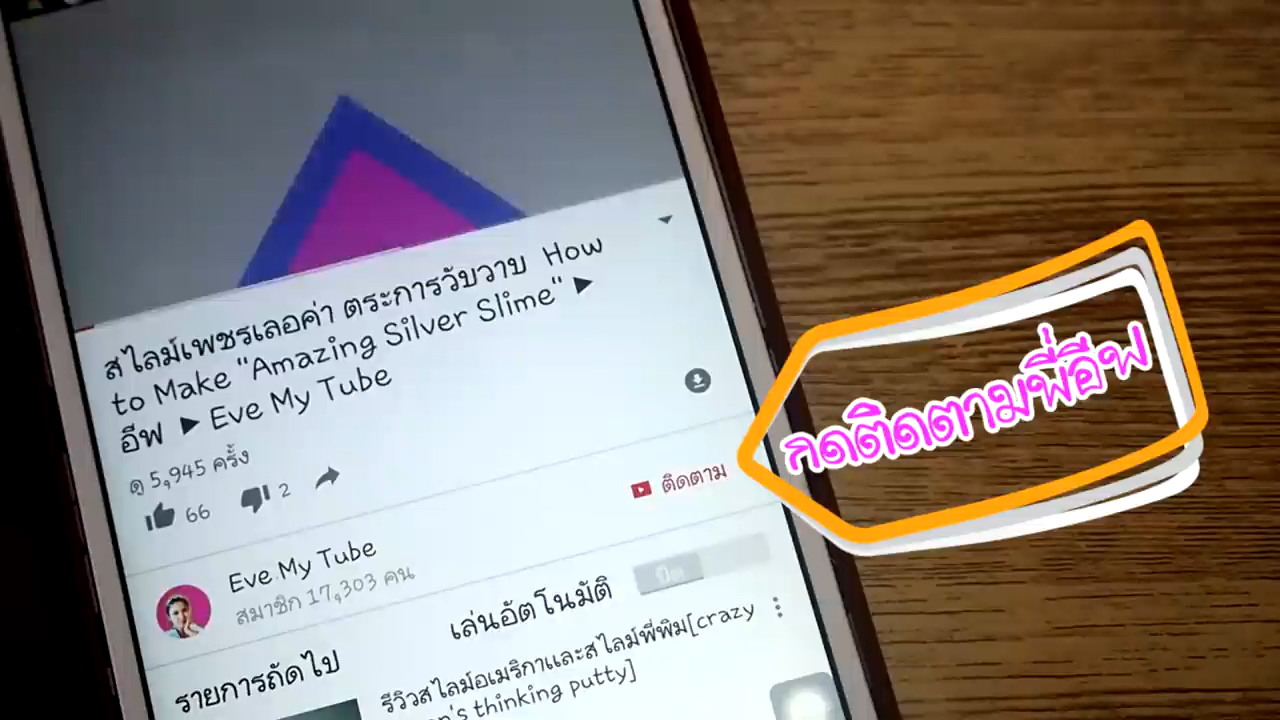 สไลม์เพชรเลอค่า ตระการวับวาบ How
to Make "Amazing Silver Slime" ▶
อีฟ ▶ Eve My Tube
ดู 5,945 ครั้ง
66
2
ติดตาม
กดติดตามพี่อีฟ
Eve My Tube
สมาชิก 17,303 คน
เล่นอัตโนมัติ
ปิด
รายการถัดไป
รีวิวสไลม์อเมริกาและสไลม์พี่พิม[crazy
thinking putty]